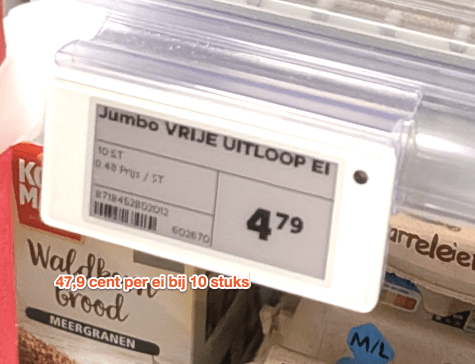 Jumbo VRIJE UITLOOP EI
10 ST
0.48 Prijs / ST
8718452802012
602670
4 79
47,9 cent per ei bij 10 stuks
Waldkorn
brood
MEERGRANEN
M/L